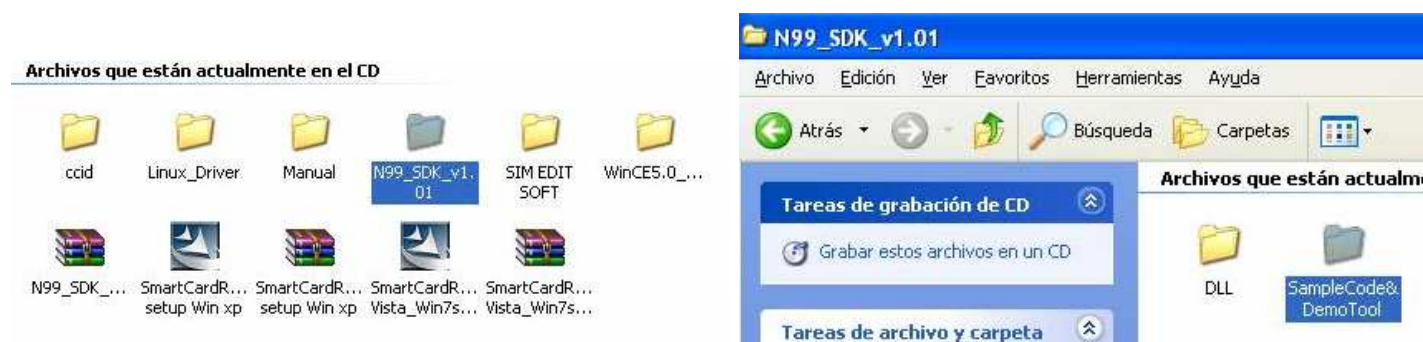 Archivos que están actualmente en el CD
ccid
Linux_Driver
Manual
N99_SDK_v1.
01
SIM EDIT
SOFT
WinCE5.0_...
N99_SDK_...
SmartCardR...
setup Win xp
SmartCardR...
setup Win xp
SmartCardR...
Vista_Win7s...
SmartCardR...
Vista_Win7s...
N99_SDK_v1.01
Archivo Edición Ver Favoritos Herramientas Ayuda
Atrás Búsqueda Carpetas
Tareas de grabación de CD
Grabar estos archivos en un CD
Tareas de archivo y carpeta
Archivos que están actualme
DLL
SampleCode&
DemoTool